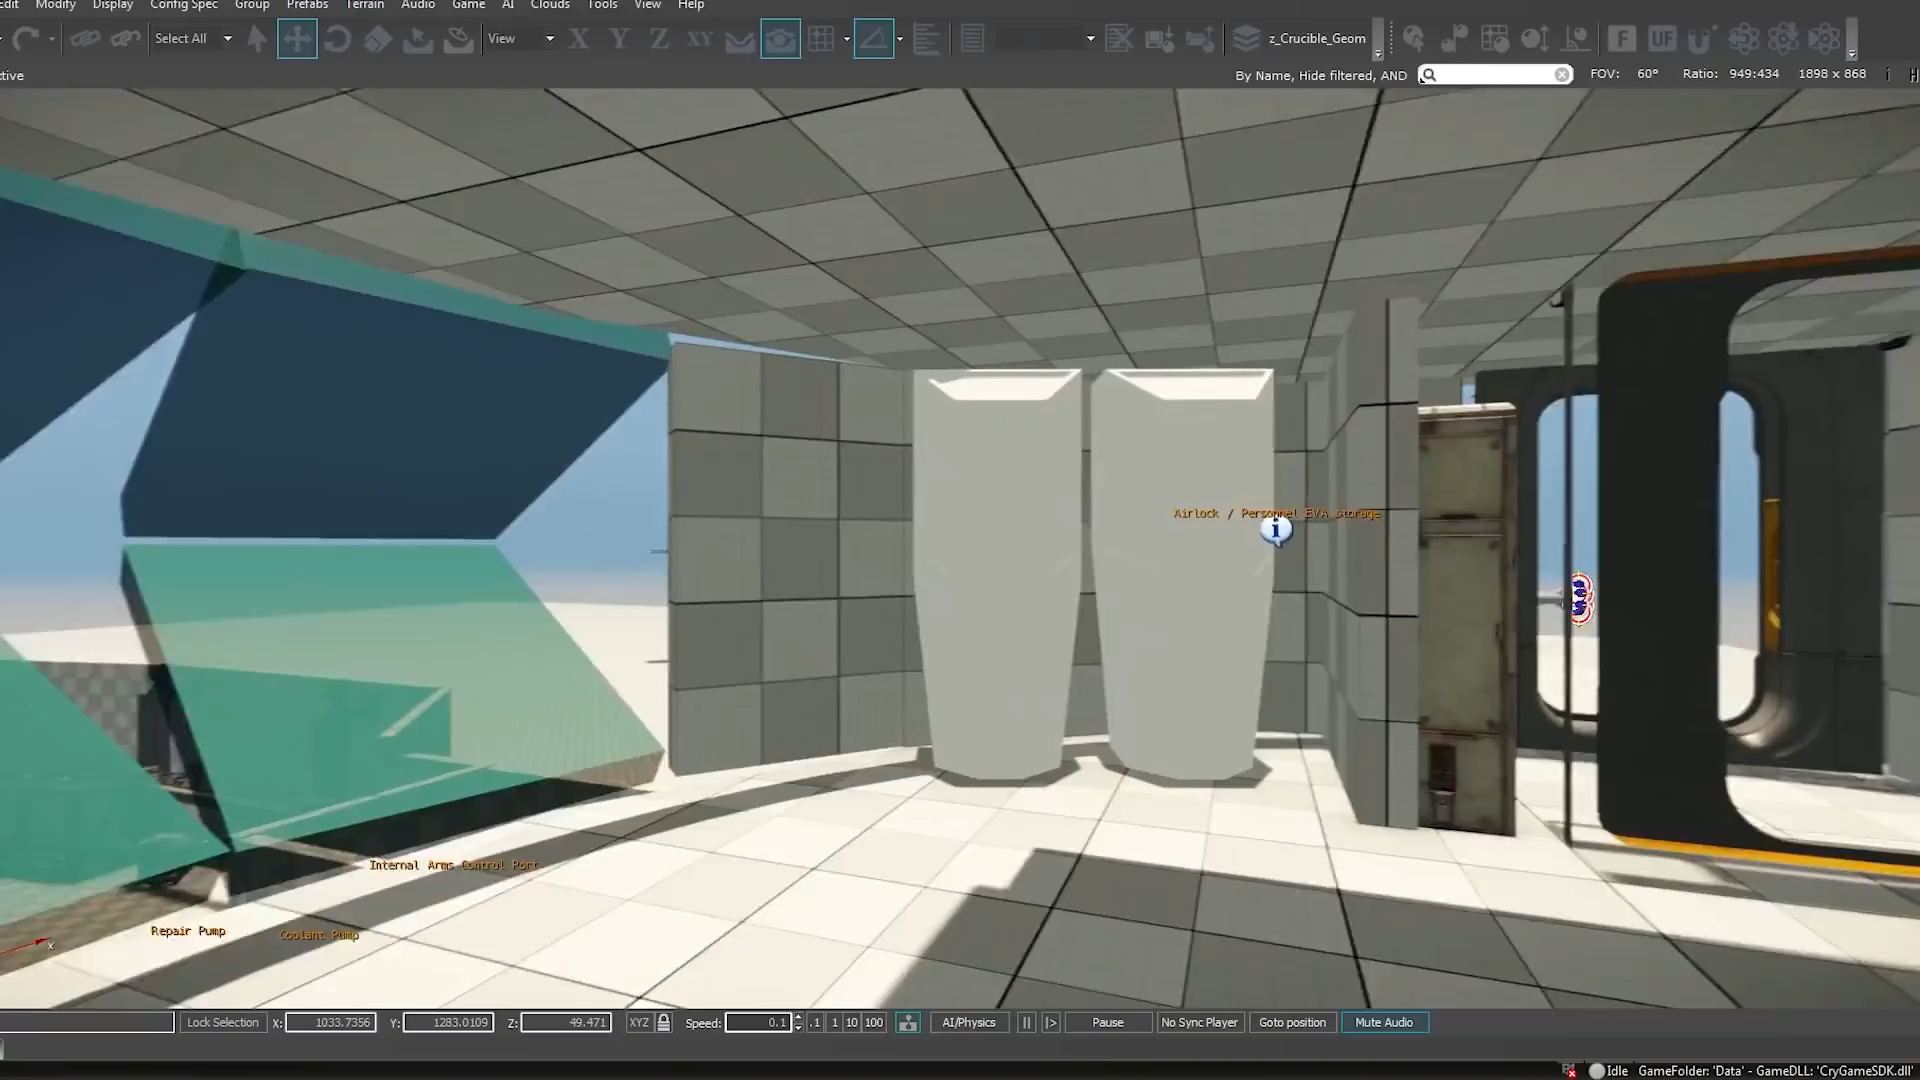 Edit Modify Display Config Spec Group Prefabs Terrain Audio Game AI Clouds Tools View Help
Select All View X Y Z XY z_Crucible_Geom F UF U
tive By Name, Hide filtered, AND FOV: 60° Ratio: 949:434 1898 x 868 i H
Airlock / Personnel EVA storage
i
Internal Arms Control Port
Repair Pump Coolant Pump
x
Lock Selection X: 1033.7356 Y: 1283.0109 Z: 49.471 XYZ Speed: 0.1 .1 1 10 100 AI/Physics Pause No Sync Player Goto position Mute Audio
Idle GameFolder: 'Data' - GameDLL: 'CryGameSDK.dll'